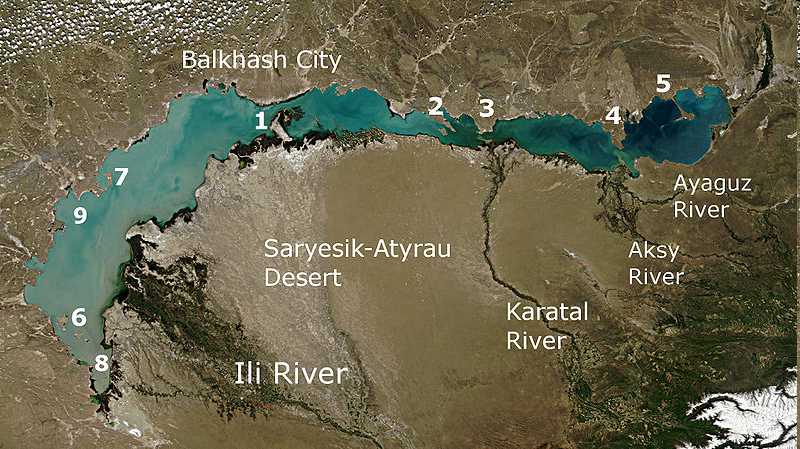 Balkhash City
5
2
3
4
1
7
Ayaguz
River
9
Saryesik-Atyrau
Desert
Aksy
River
Karatal
River
6
8
Ili River